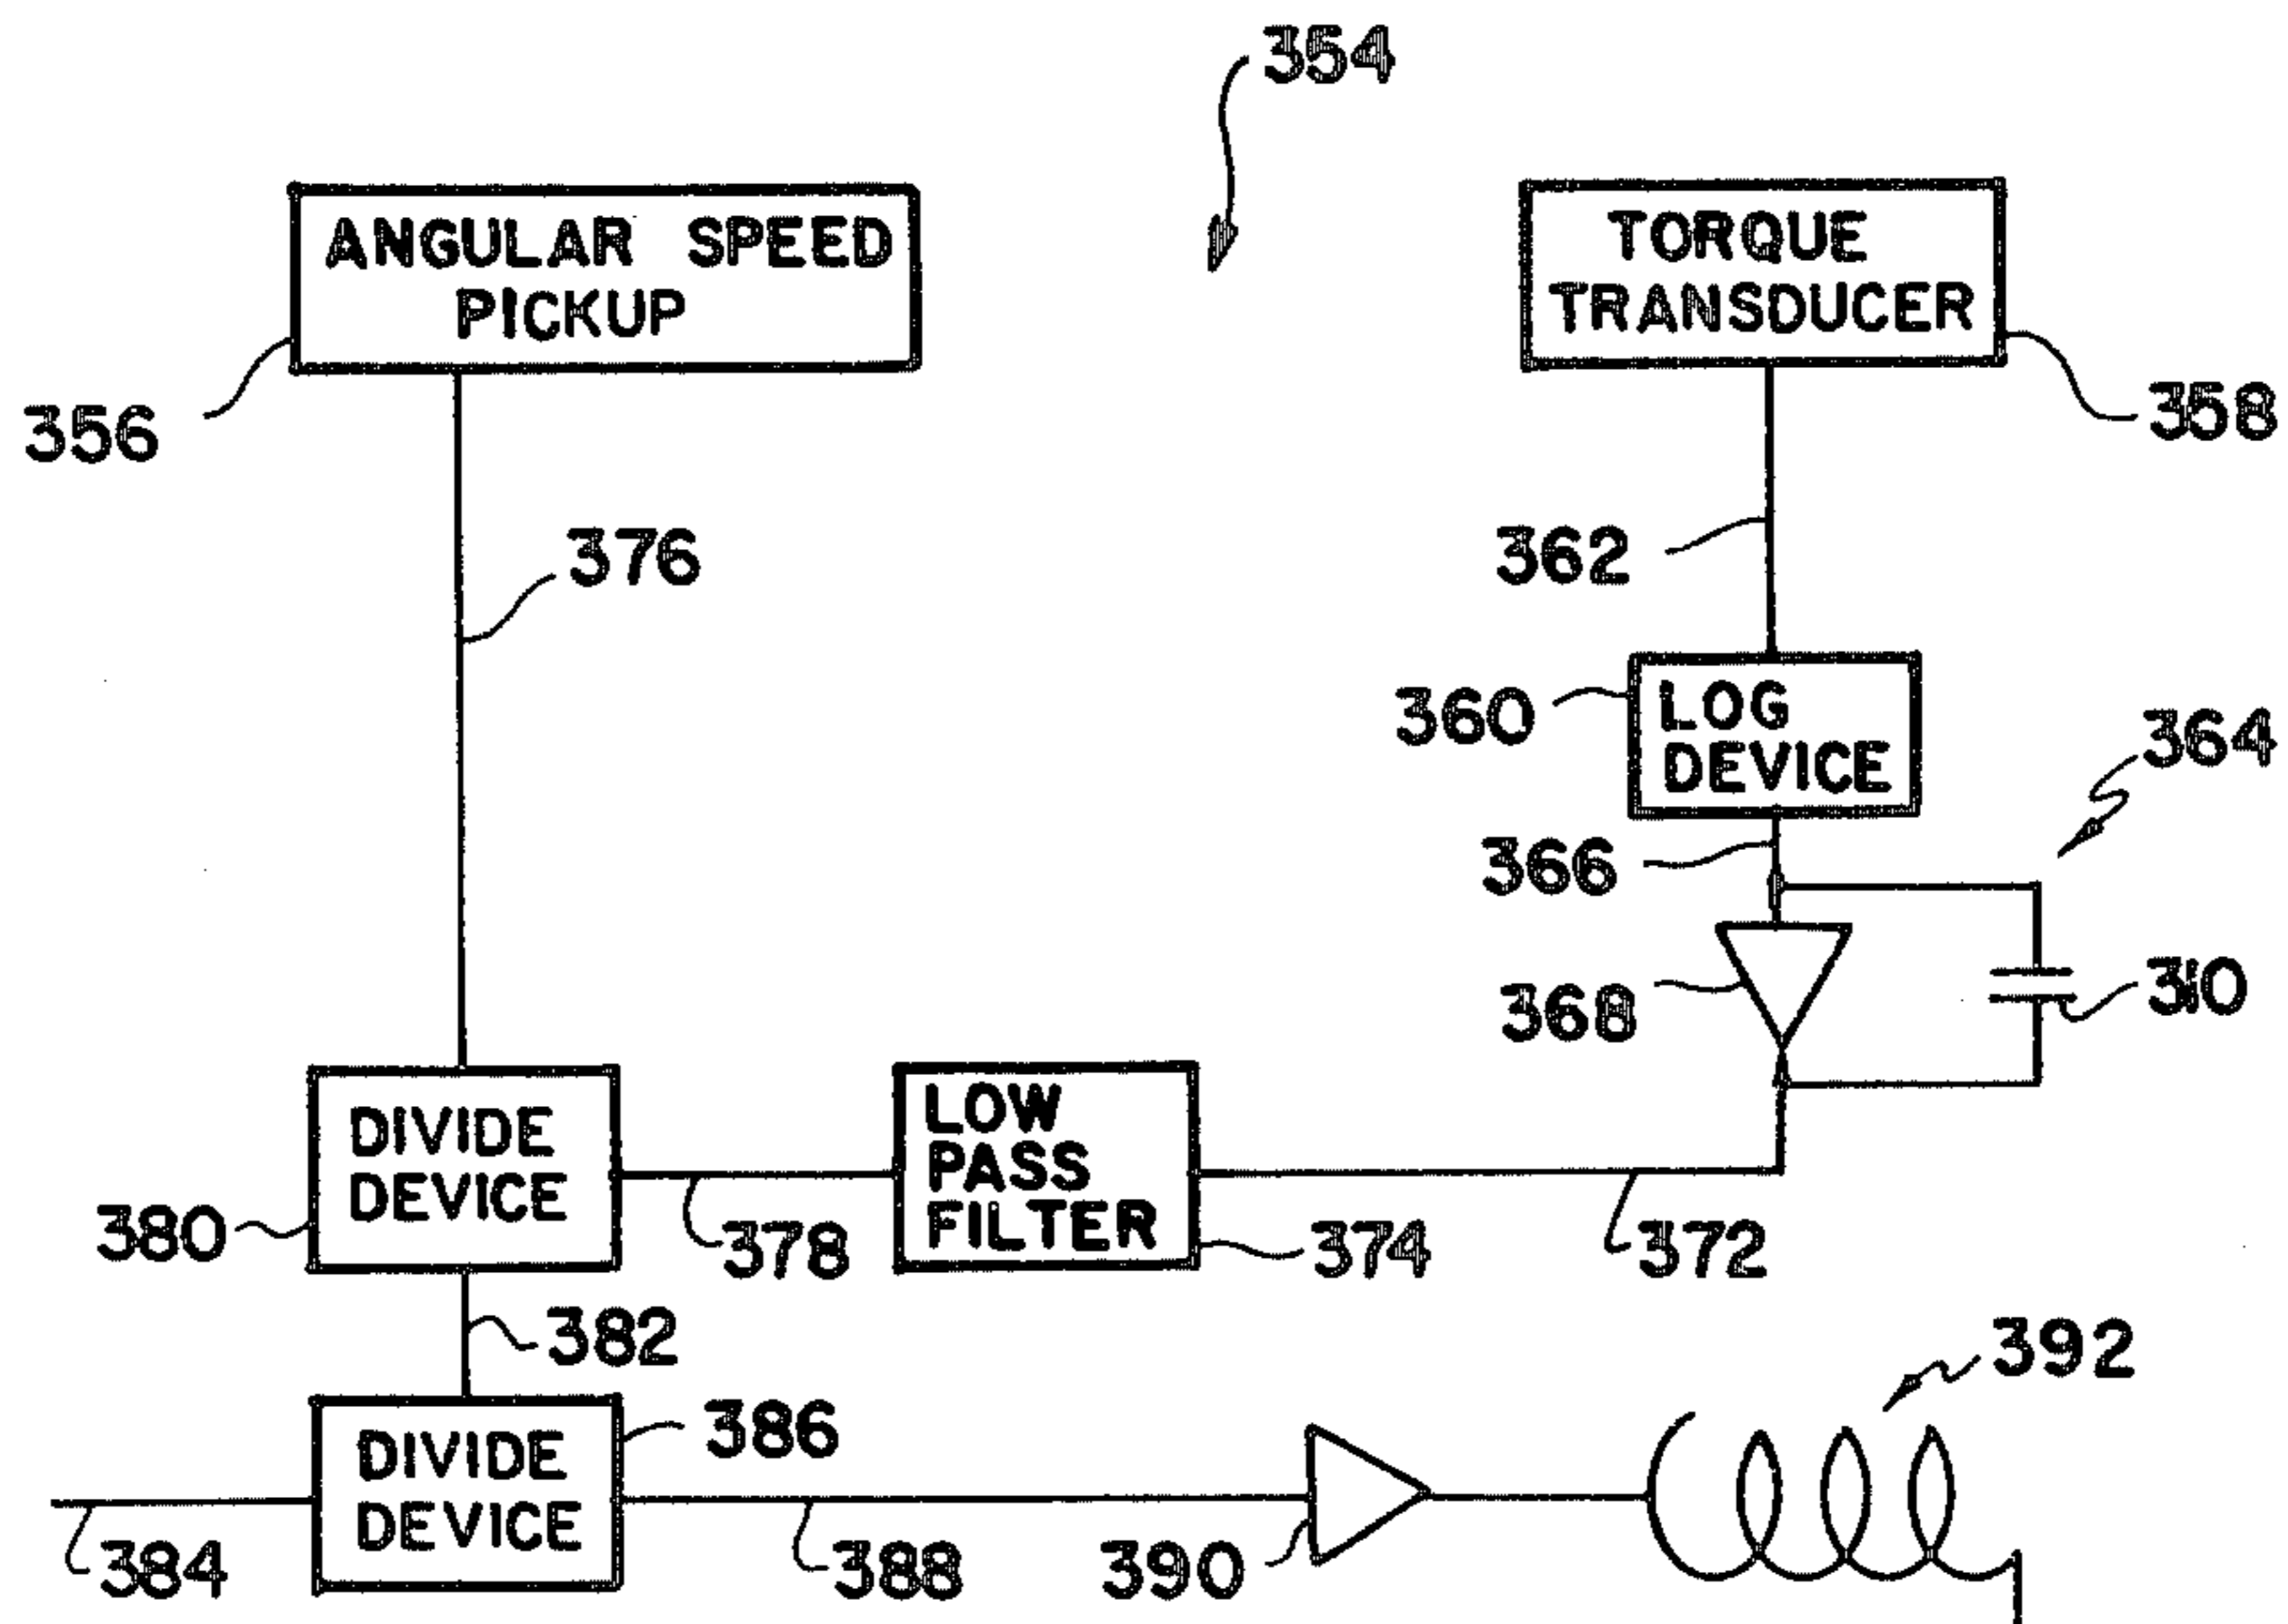 354
ANGULAR SPEED
PICKUP
TORQUE
TRANSDUCER
356
358
376
362
360
LOG
DEVICE
364
366
368
310
DIVIDE
DEVICE
LOW
PASS
FILTER
380
378
374
372
382
392
DIVIDE
DEVICE
386
384
388
390